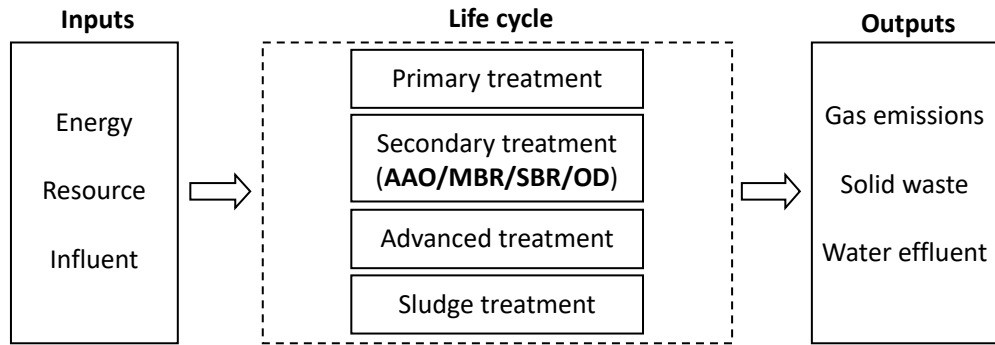 Inputs
Energy
Resource
Influent
Life cycle
Primary treatment
Secondary treatment
(AAO/MBR/SBR/OD)
Advanced treatment
Sludge treatment
Outputs
Gas emissions
Solid waste
Water effluent